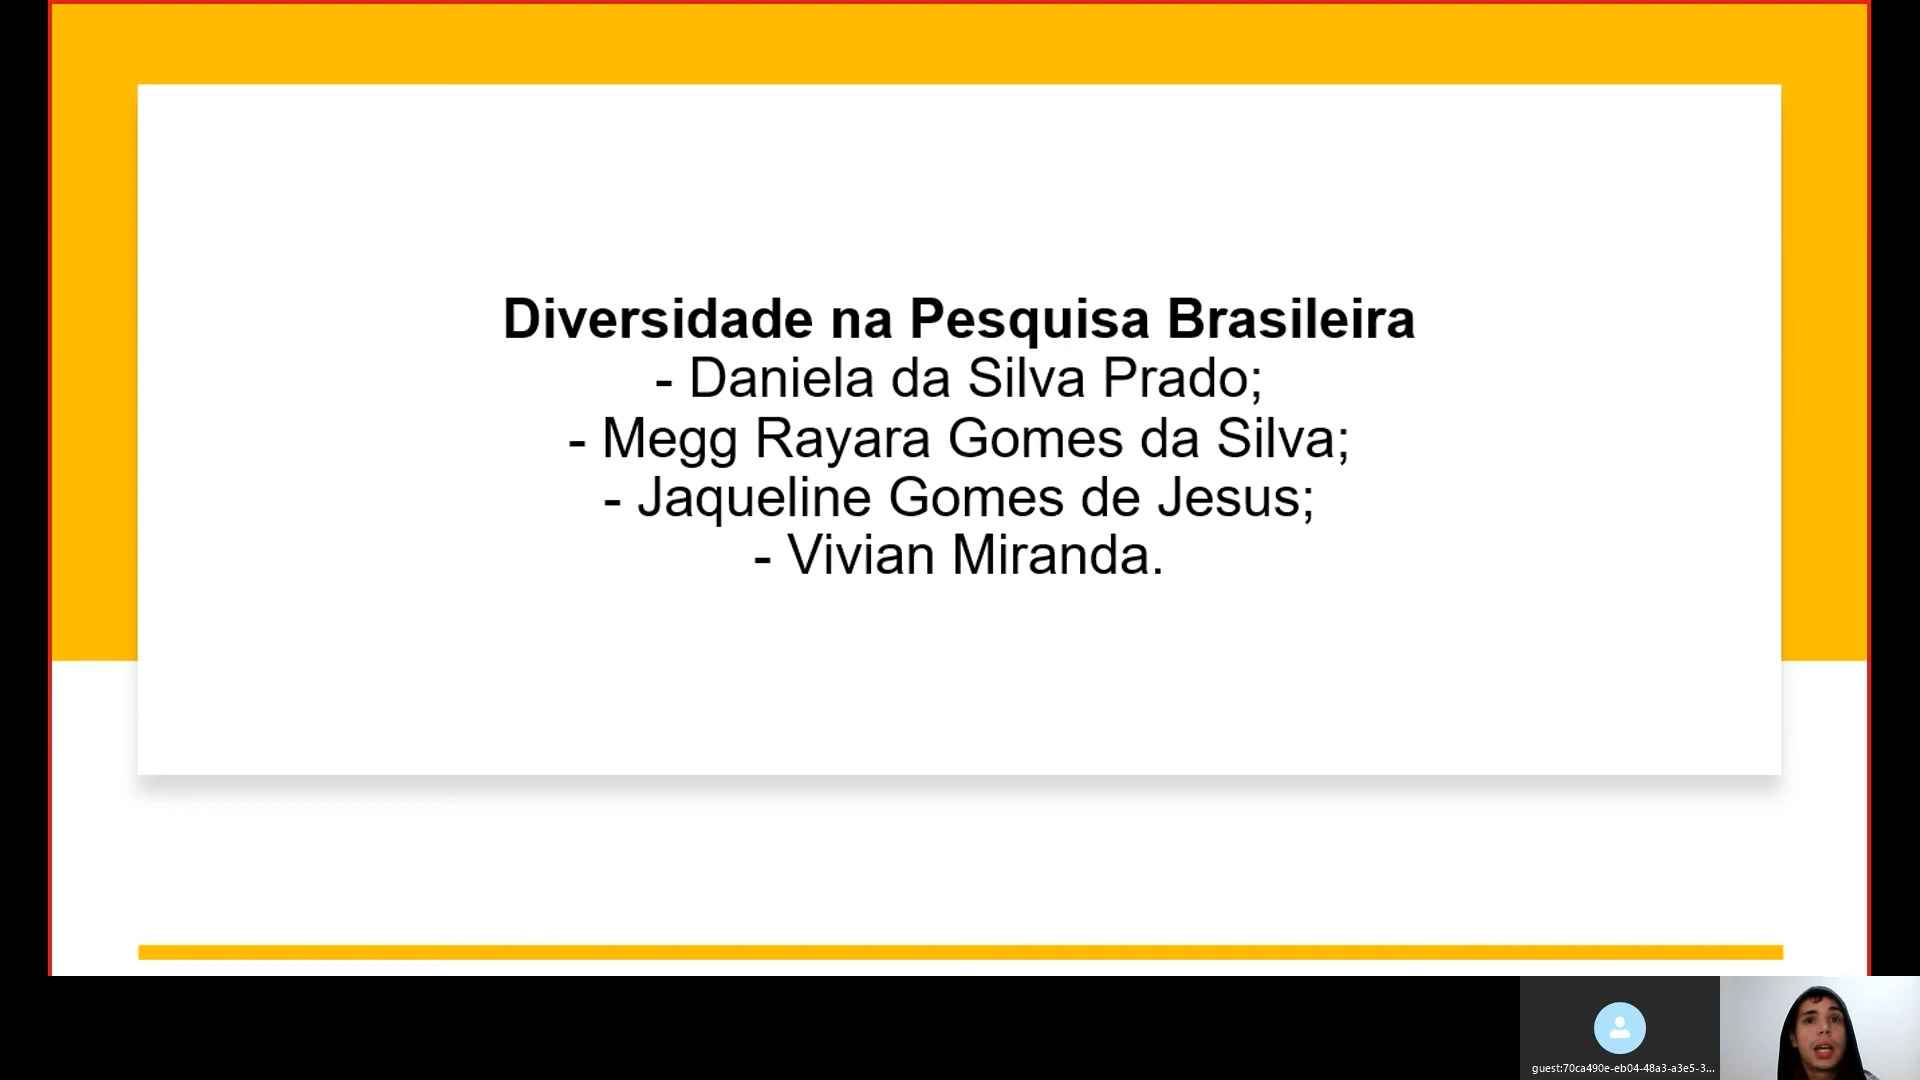 Diversidade na Pesquisa Brasileira
- Daniela da Silva Prado;
- Megg Rayara Gomes da Silva;
- Jaqueline Gomes de Jesus;
- Vivian Miranda.
guest:70ca490e-eb04-48a3-a3e5-3...